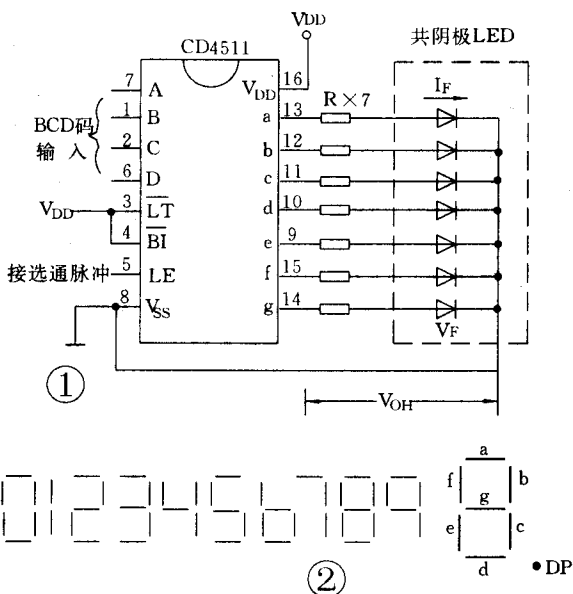 VDD
CD4511
共阴极LED
7 A
1 B
2 C
6 D
BCD码
输入
VDD
3 LT
4 BI
接选通脉冲 5 LE
8 VSS
VDD 16
a 13
b 12
c 11
d 10
e 9
f 15
g 14
R×7
IF
VF
VOH
①
0123456789
②
a
f
b
g
e
c
d
DP